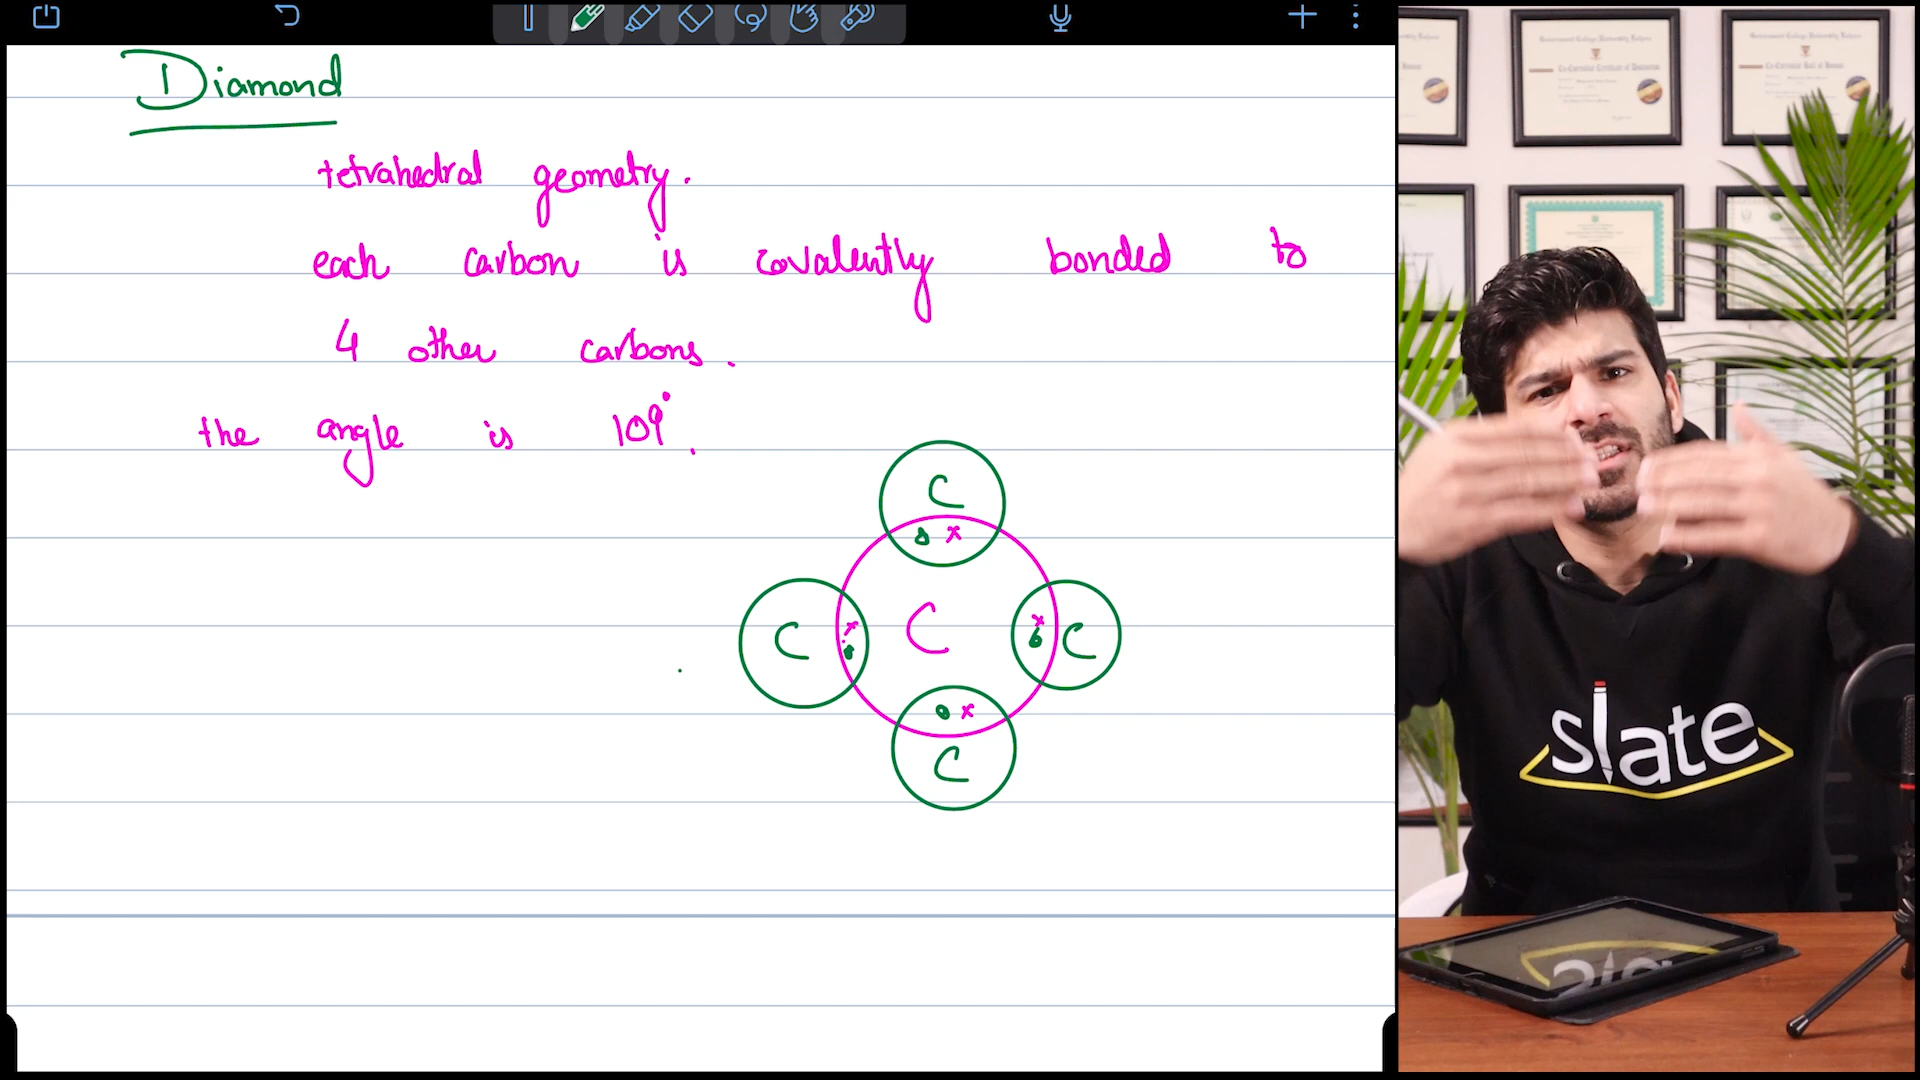 Diamond
tetrahedral geometry.
each carbon is covalently bonded to
4 other carbons.
the angle is 109°.
C
C
C
C
C
slate